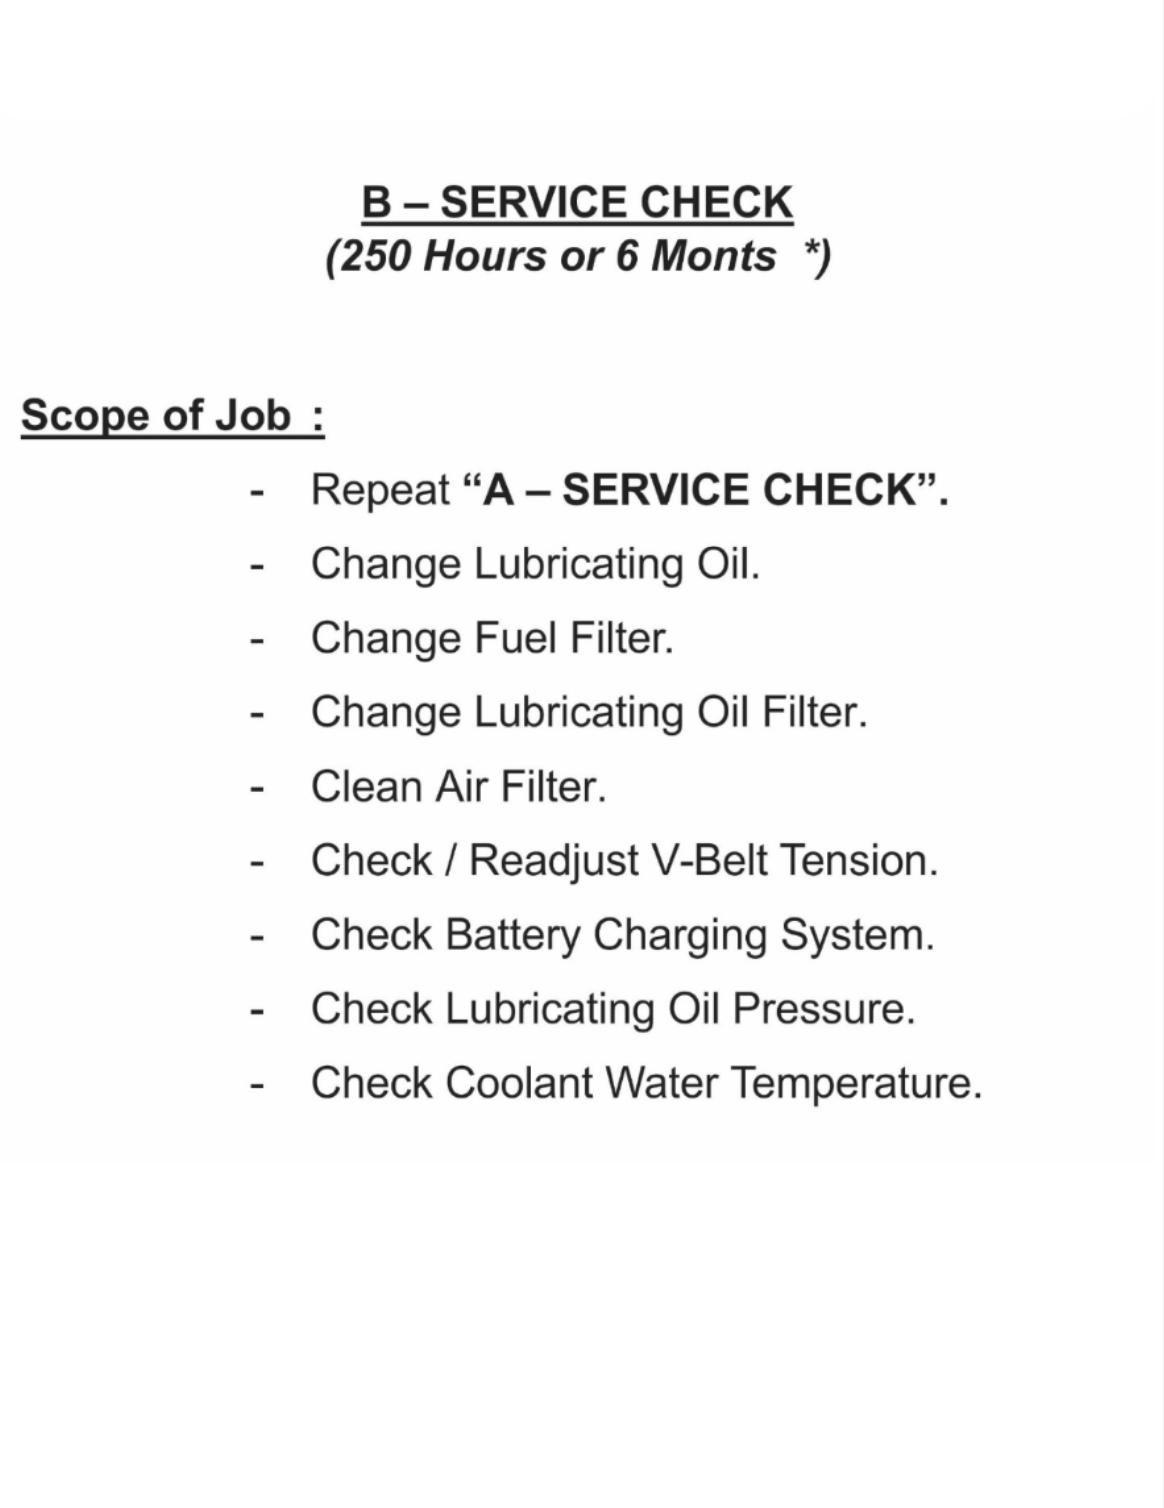 B – SERVICE CHECK
(250 Hours or 6 Monts *)
Scope of Job :
- Repeat “A – SERVICE CHECK”.
- Change Lubricating Oil.
- Change Fuel Filter.
- Change Lubricating Oil Filter.
- Clean Air Filter.
- Check / Readjust V-Belt Tension.
- Check Battery Charging System.
- Check Lubricating Oil Pressure.
- Check Coolant Water Temperature.